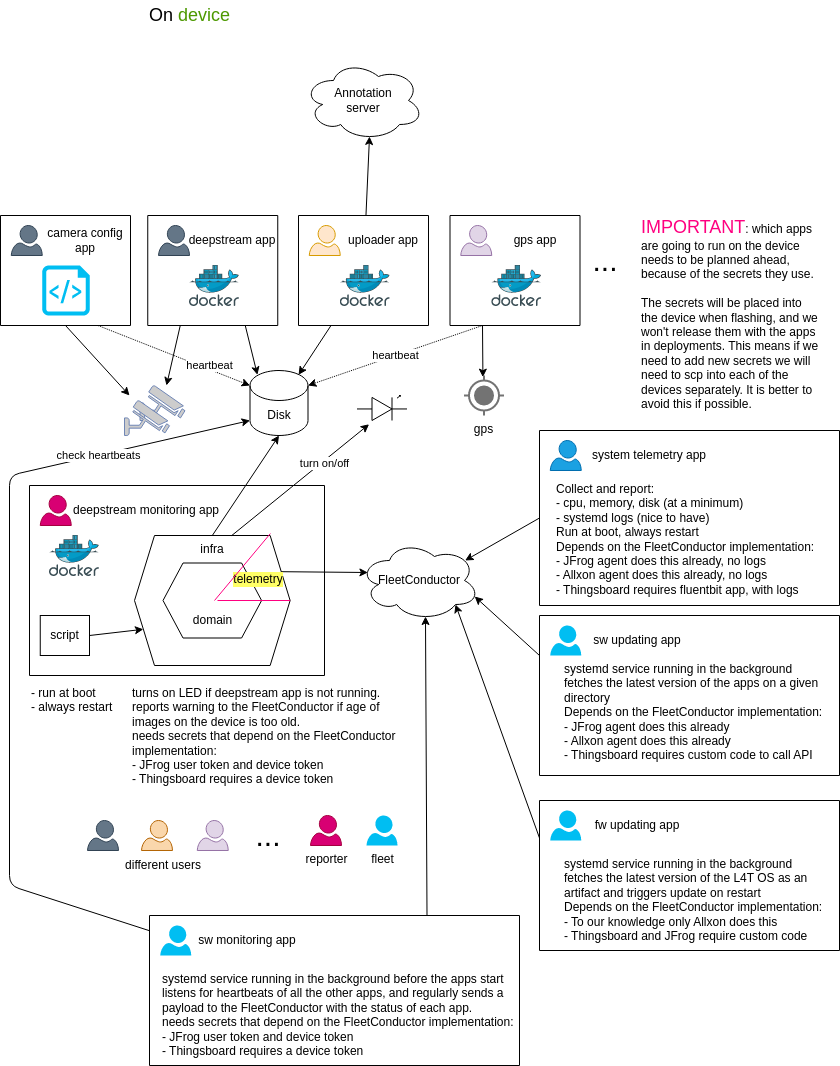 On device
Annotation
server
camera config
app
deepstream app
docker
uploader app
docker
gps app
docker
...
IMPORTANT: which apps
are going to run on the device
needs to be planned ahead,
because of the secrets they use.
The secrets will be placed into
the device when flashing, and we
won't release them with the apps
in deployments. This means if we
need to add new secrets we will
need to scp into each of the
devices separately. It is better to
avoid this if possible.
heartbeat
heartbeat
Disk
gps
check heartbeats
turn on/off
deepstream monitoring app
docker
infra
telemetry
domain
script
FleetConductor
system telemetry app
Collect and report:
- cpu, memory, disk (at a minimum)
- systemd logs (nice to have)
Run at boot, always restart
Depends on the FleetConductor implementation:
- JFrog agent does this already, no logs
- Allxon agent does this already, no logs
- Thingsboard requires fluentbit app, with logs
sw updating app
systemd service running in the background
fetches the latest version of the apps on a given
directory
Depends on the FleetConductor implementation:
- JFrog agent does this already
- Allxon agent does this already
- Thingsboard requires custom code to call API
- run at boot
- always restart
turns on LED if deepstream app is not running.
reports warning to the FleetConductor if age of
images on the device is too old.
needs secrets that depend on the FleetConductor
implementation:
- JFrog user token and device token
- Thingsboard requires a device token
fw updating app
systemd service running in the background
fetches the latest version of the L4T OS as an
artifact and triggers update on restart
Depends on the FleetConductor implementation:
- To our knowledge only Allxon does this
- Thingsboard and JFrog require custom code
different users
...
reporter
fleet
sw monitoring app
systemd service running in the background before the apps start
listens for heartbeats of all the other apps, and regularly sends a
payload to the FleetConductor with the status of each app.
needs secrets that depend on the FleetConductor implementation:
- JFrog user token and device token
- Thingsboard requires a device token